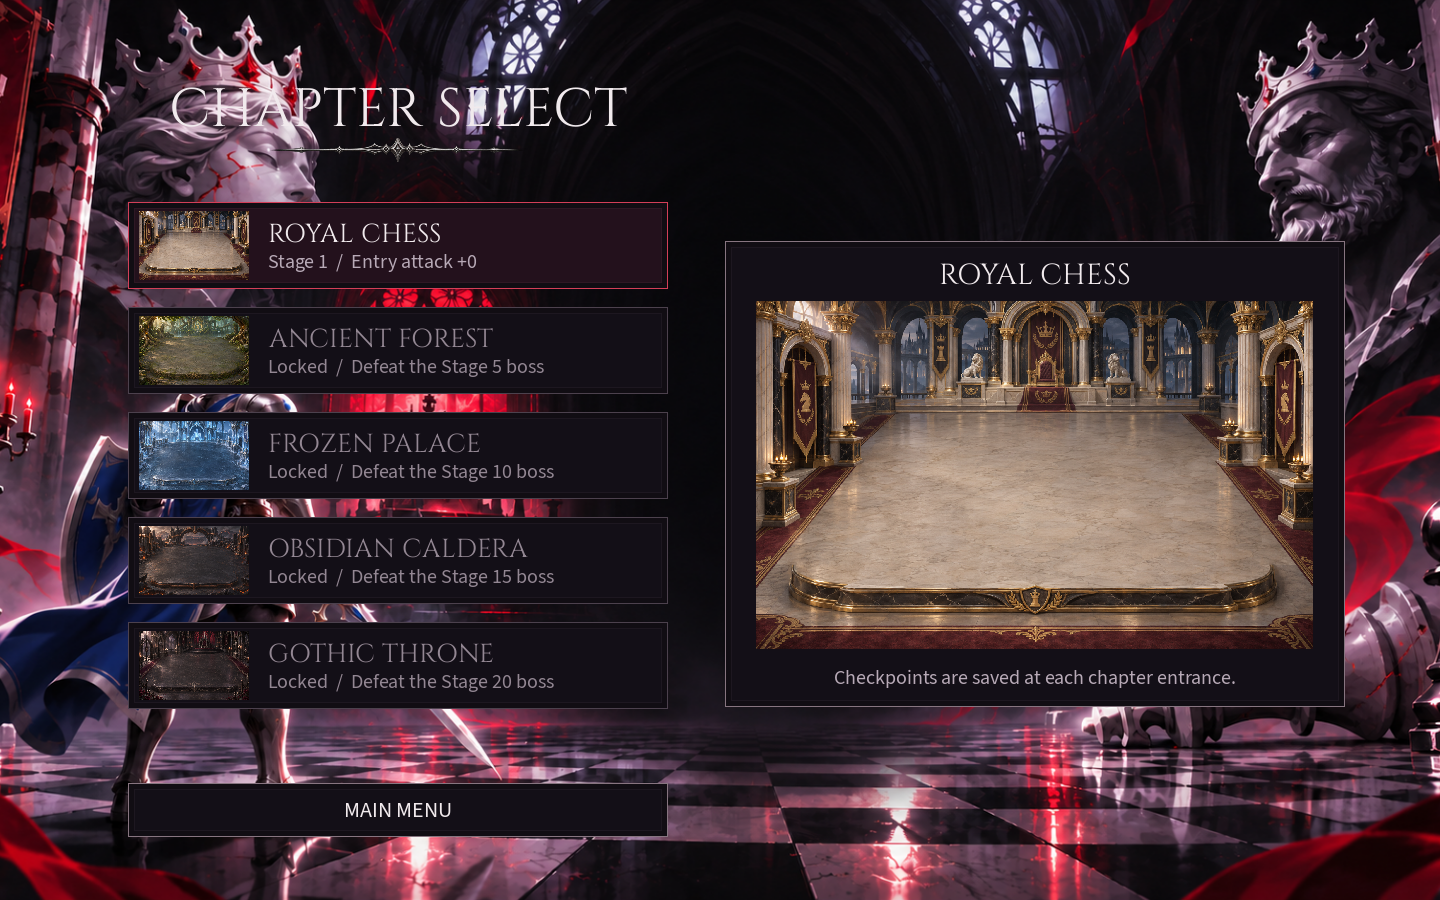 CHAPTER SELECT
ROYAL CHESS
Stage 1 / Entry attack +0
ANCIENT FOREST
Locked / Defeat the Stage 5 boss
FROZEN PALACE
Locked / Defeat the Stage 10 boss
OBSIDIAN CALDERA
Locked / Defeat the Stage 15 boss
GOTHIC THRONE
Locked / Defeat the Stage 20 boss
MAIN MENU
ROYAL CHESS
Checkpoints are saved at each chapter entrance.